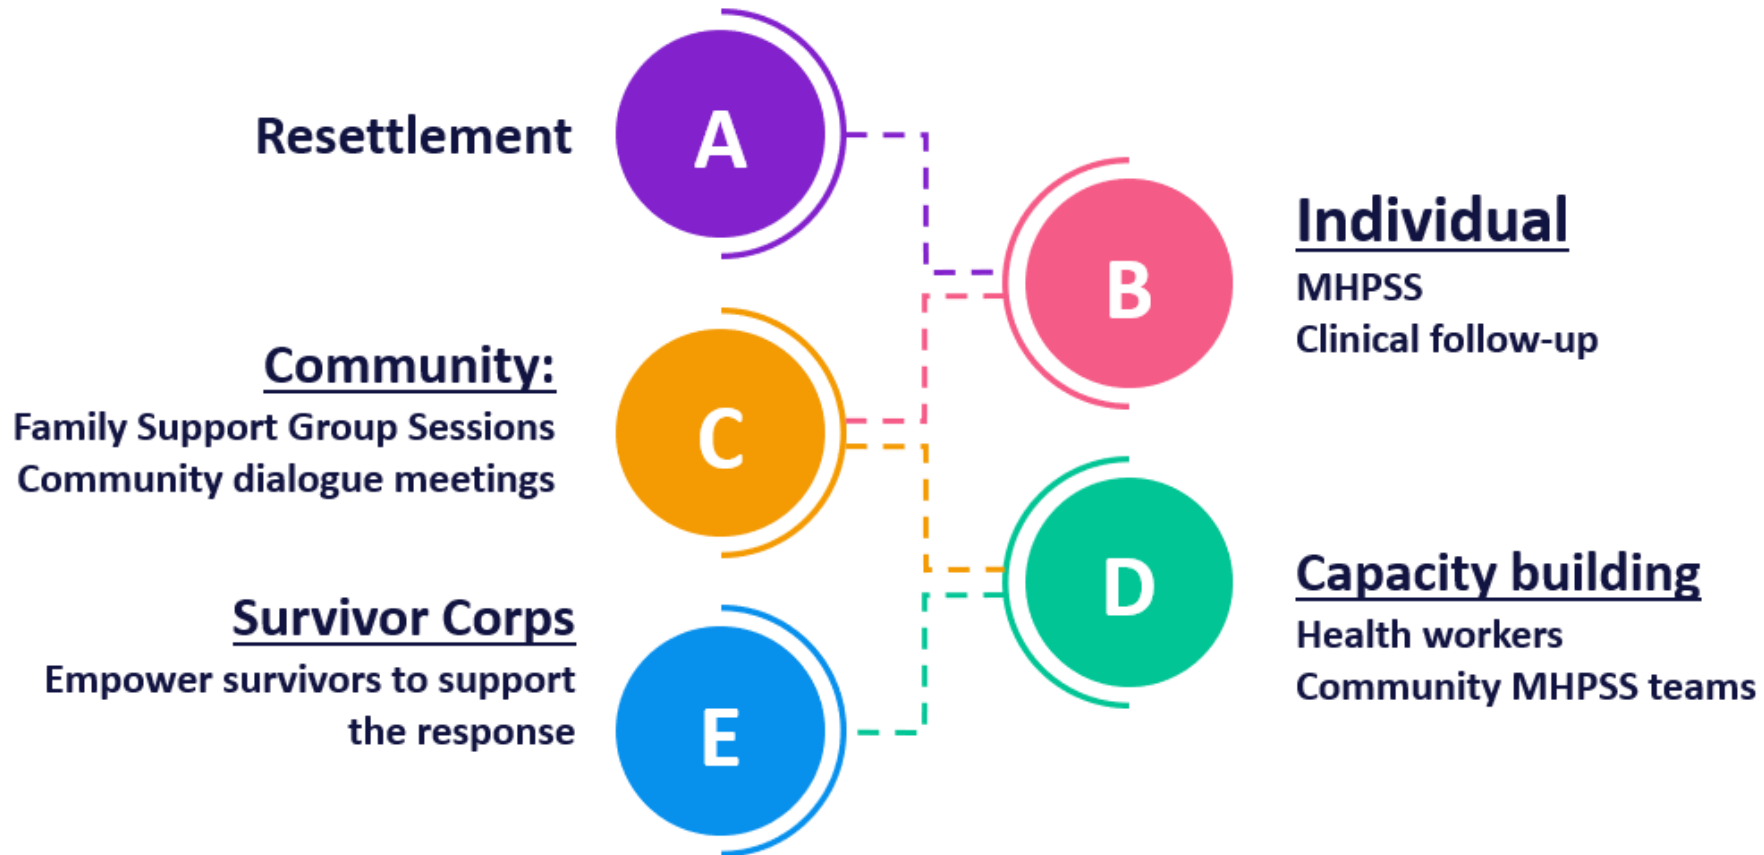 Resettlement
A
B
Individual
MHPSS
Clinical follow-up
Community:
Family Support Group Sessions
Community dialogue meetings
C
D
Capacity building
Health workers
Community MHPSS teams
Survivor Corps
Empower survivors to support
the response
E